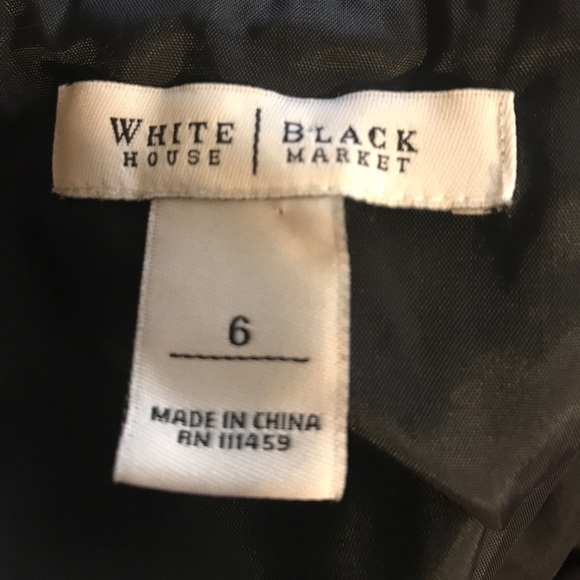 WHITE | BLACK
HOUSE | MARKET
6
MADE IN CHINA
RN 111459